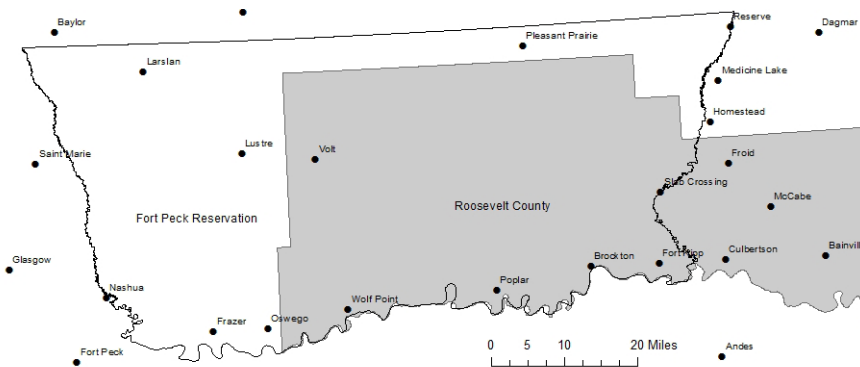 Baylor
Reserve
Dagmar
Pleasant Prairie
Larslan
Medicine Lake
Homestead
Lustre
Volt
Saint Marie
Froid
Slab Crossing
McCabe
Fort Peck Reservation
Roosevelt County
Glasgow
Brockton
Fort Kipp
Culbertson
Bainvill
Nashua
Poplar
Wolf Point
Frazer
Oswego
Fort Peck
Andes
0 5 10 20 Miles